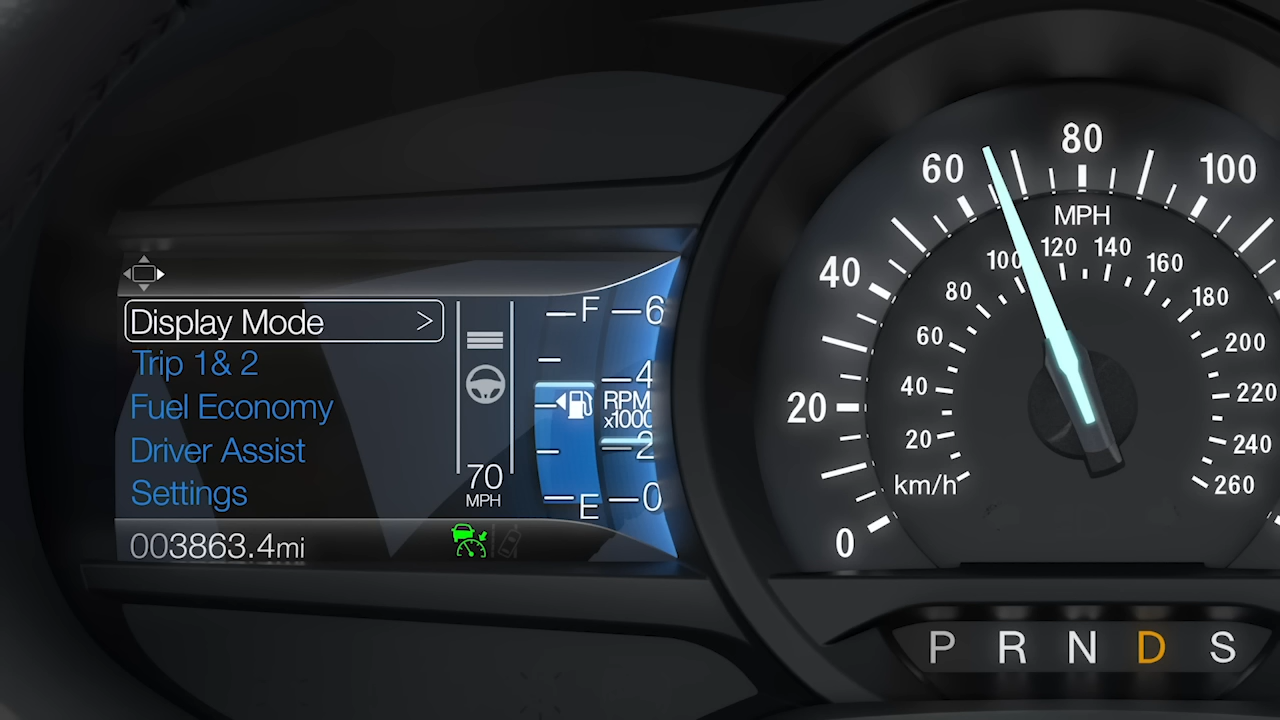 Display Mode >
Trip 1& 2
Fuel Economy
Driver Assist
Settings
003863.4mi
70
MPH
F
E
6
4
RPM
x1000
2
0
0
20
40
60
80
100
MPH
km/h
20
40
60
80
100
120
140
160
180
200
220
240
260
P R N D S